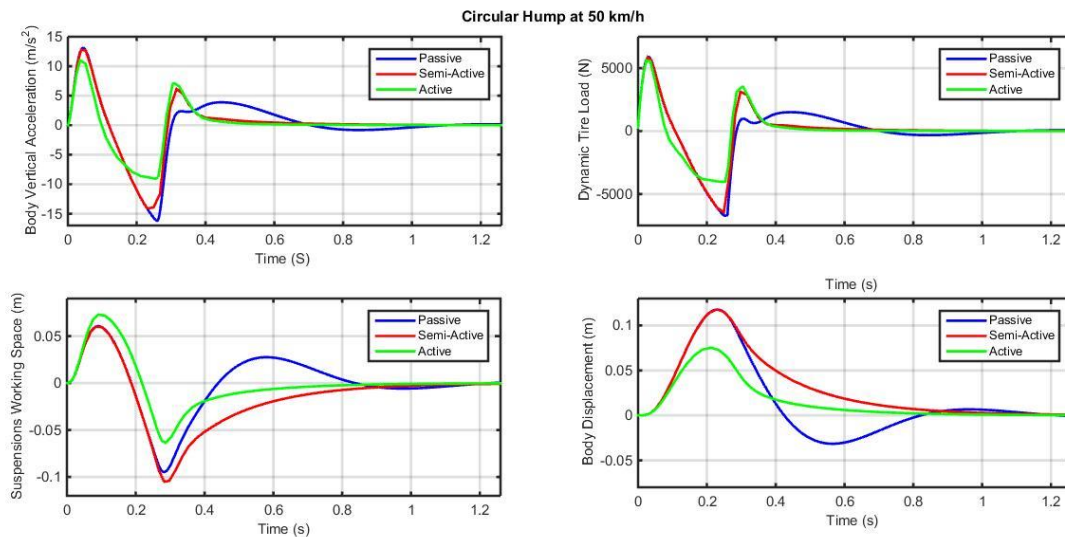 Circular Hump at 50 km/h
Body Vertical Acceleration (m/s²)
15
10
5
0
-5
-10
-15
Passive
Semi-Active
Active
0 0.2 0.4 0.6 0.8 1 1.2
Time (S)
Dynamic Tire Load (N)
5000
0
-5000
Passive
Semi-Active
Active
0 0.2 0.4 0.6 0.8 1 1.2
Time (s)
Suspensions Working Space (m)
0.05
0
-0.05
-0.1
Passive
Semi-Active
Active
0 0.2 0.4 0.6 0.8 1 1.2
Time (s)
Body Displacement (m)
0.1
0.05
0
-0.05
Passive
Semi-Active
Active
0 0.2 0.4 0.6 0.8 1 1.2
Time (s)